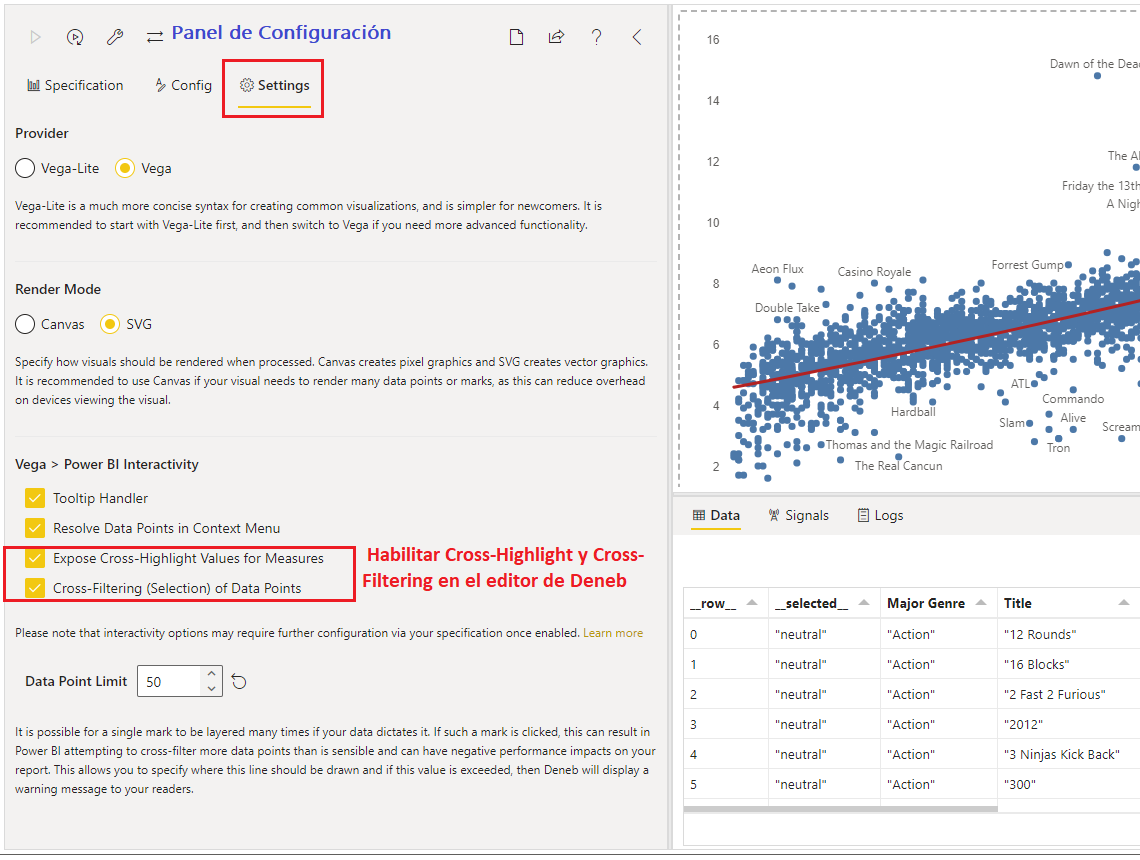 Panel de Configuración
Specification
Config
Settings
Provider
Vega-Lite
Vega
Vega-Lite is a much more concise syntax for creating common visualizations, and is simpler for newcomers. It is
recommended to start with Vega-Lite first, and then switch to Vega if you need more advanced functionality.
Render Mode
Canvas
SVG
Specify how visuals should be rendered when processed. Canvas creates pixel graphics and SVG creates vector graphics.
It is recommended to use Canvas if your visual needs to render many data points or marks, as this can reduce overhead
on devices viewing the visual.
Vega > Power BI Interactivity
Tooltip Handler
Resolve Data Points in Context Menu
Expose Cross-Highlight Values for Measures
Cross-Filtering (Selection) of Data Points
Habilitar Cross-Highlight y Cross-
Filtering en el editor de Deneb
Please note that interactivity options may require further configuration via your specification once enabled. Learn more
Data Point Limit
50
It is possible for a single mark to be layered many times if your data dictates it. If such a mark is clicked, this can result in
Power BI attempting to cross-filter more data points than is sensible and can have negative performance impacts on your
report. This allows you to specify where this line should be drawn and if this value is exceeded, then Deneb will display a
warning message to your readers.
16
14
12
10
8
6
4
2
Dawn of the Dea
The Al
Friday the 13th
A Nigh
Aeon Flux
Casino Royale
Forrest Gump
Double Take
ATL
Commando
Hardball
Slam
Alive
Scream
Thomas and the Magic Railroad
Tron
The Real Cancun
Data
Signals
Logs
__row__ __selected__ Major Genre Title
0 "neutral" "Action" "12 Rounds"
1 "neutral" "Action" "16 Blocks"
2 "neutral" "Action" "2 Fast 2 Furious"
3 "neutral" "Action" "2012"
4 "neutral" "Action" "3 Ninjas Kick Back"
5 "neutral" "Action" "300"